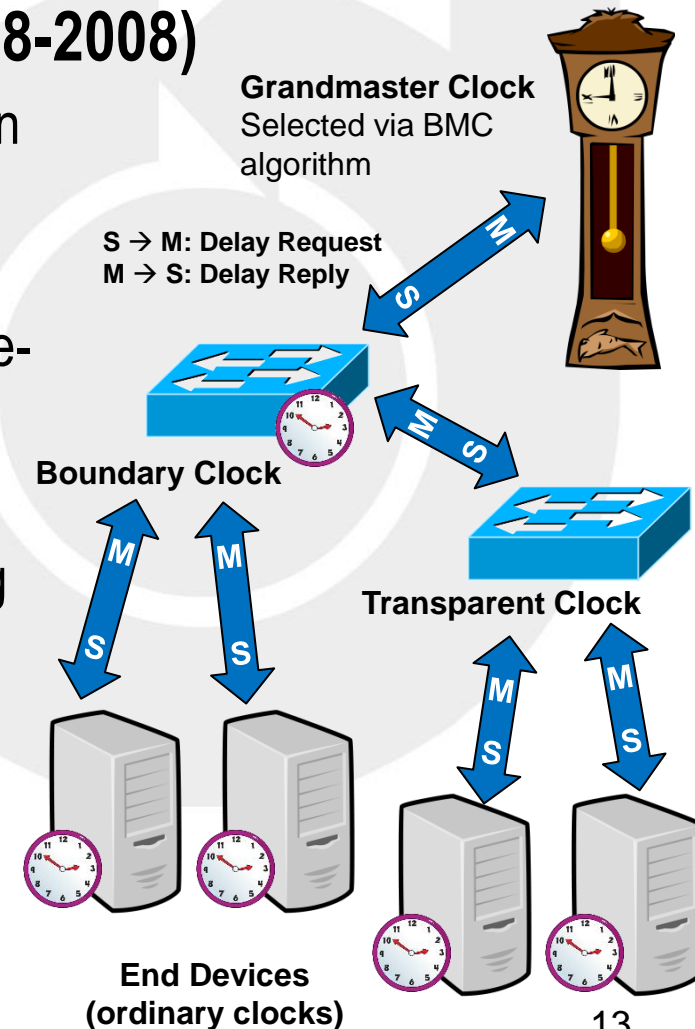 8-2008)
n
Grandmaster Clock
Selected via BMC
algorithm
S → M: Delay Request
M → S: Delay Reply
M
S
e-
M
S
Boundary Clock
g
Transparent Clock
M
M
S
S
M
M
S
S
End Devices
(ordinary clocks)
13